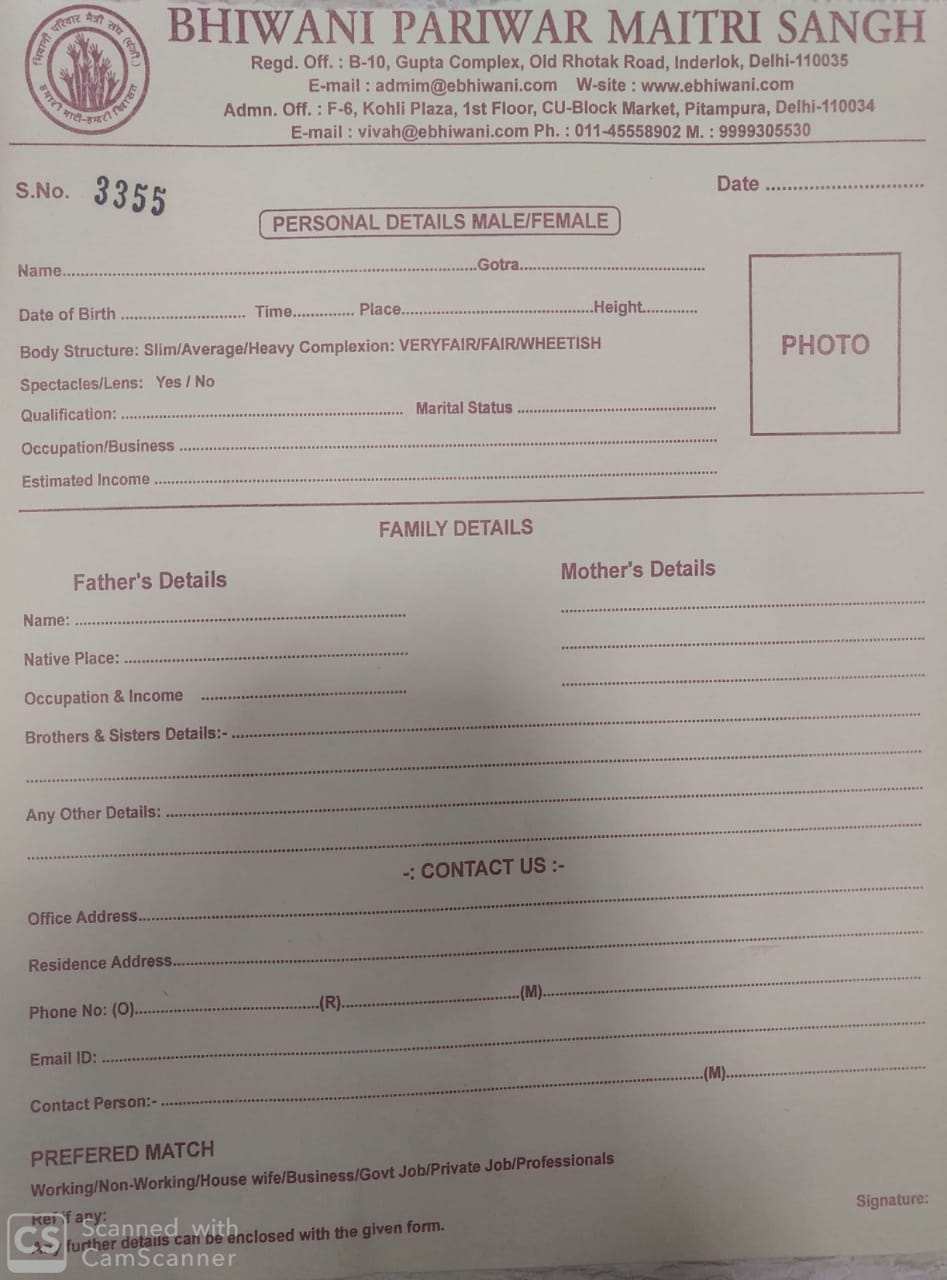 भिवानी परिवार मैत्री संघ (पंजी.)
हमारी माटी-हमारी विरासत
BHIWANI PARIWAR MAITRI SANGH
Regd. Off. : B-10, Gupta Complex, Old Rhotak Road, Inderlok, Delhi-110035
E-mail : admim@ebhiwani.com W-site : www.ebhiwani.com
Admn. Off. : F-6, Kohli Plaza, 1st Floor, CU-Block Market, Pitampura, Delhi-110034
E-mail : vivah@ebhiwani.com Ph. : 011-45558902 M. : 9999305530
S.No. 3355 Date ..............................
PERSONAL DETAILS MALE/FEMALE
Name..............................Gotra..............................
Date of Birth .............................. Time.............. Place..............................Height..............
PHOTO
Body Structure: Slim/Average/Heavy Complexion: VERYFAIR/FAIR/WHEETISH
Spectacles/Lens: Yes / No
Qualification: .............................. Marital Status ..............................
Occupation/Business ..............................
Estimated Income ..............................
FAMILY DETAILS
Father's Details Mother's Details
Name: .............................. ..............................
Native Place: .............................. ..............................
Occupation & Income .............................. ..............................
Brothers & Sisters Details:- ..............................
Any Other Details: ..............................
-: CONTACT US :-
Office Address..............................
Residence Address..............................
Phone No: (O)..............................(R)..............................(M)..............................
Email ID: ..............................
Contact Person:- ..............................(M)..............................
PREFERED MATCH
Working/Non-Working/House wife/Business/Govt Job/Private Job/Professionals
Ref if any:
Signature:
Any further details can be enclosed with the given form.
CS Scanned with
CamScanner